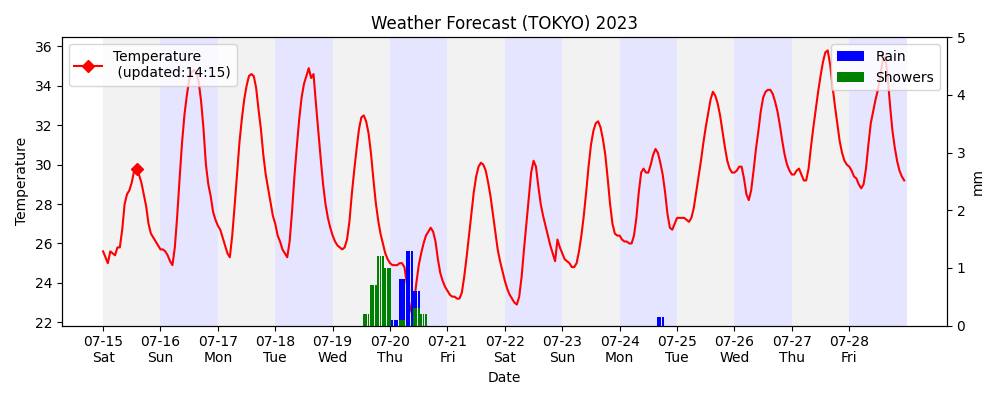 Weather Forecast (TOKYO) 2023
Temperature
(updated:14:15)
Rain
Showers
36
34
32
30
28
26
24
22
Temperature
5
4
3
2
1
0
mm
07-15 07-16 07-17 07-18 07-19 07-20 07-21 07-22 07-23 07-24 07-25 07-26 07-27 07-28
Sat Sun Mon Tue Wed Thu Fri Sat Sun Mon Tue Wed Thu Fri
Date